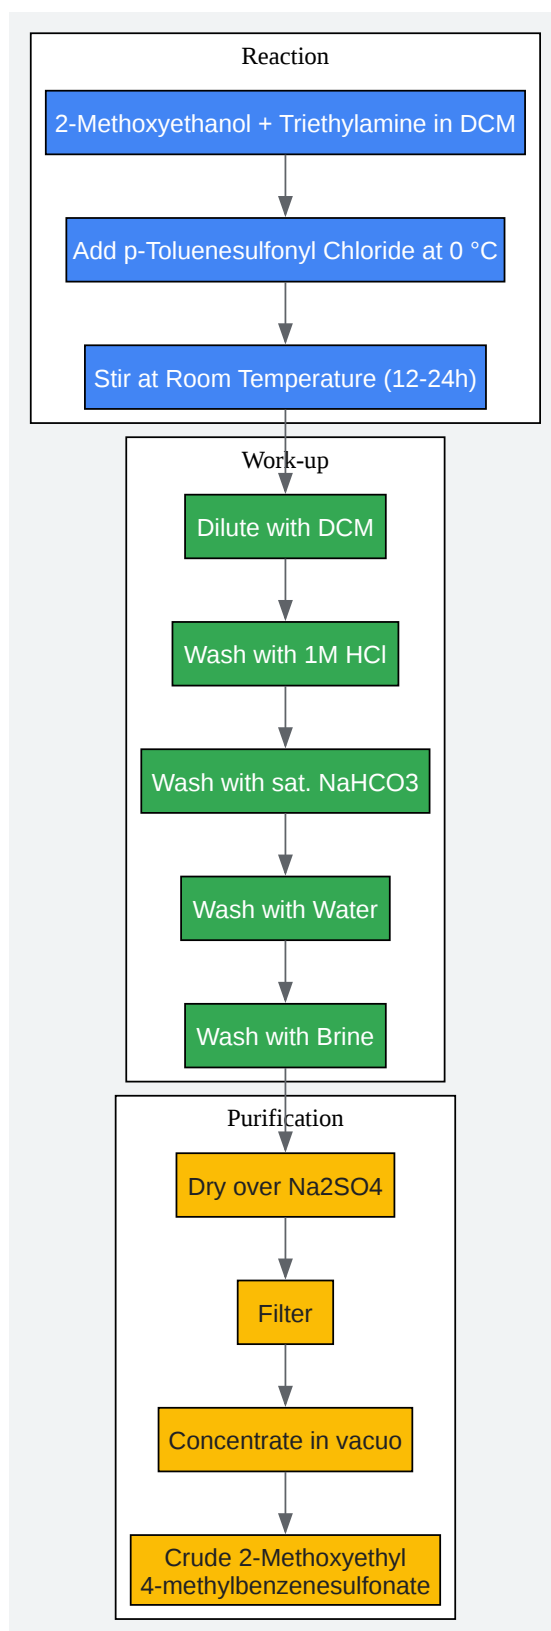 Reaction
2-Methoxyethanol + Triethylamine in DCM
Add p-Toluenesulfonyl Chloride at 0 °C
Stir at Room Temperature (12-24h)
Work-up
Dilute with DCM
Wash with 1M HCl
Wash with sat. NaHCO3
Wash with Water
Wash with Brine
Purification
Dry over Na2SO4
Filter
Concentrate in vacuo
Crude 2-Methoxyethyl
4-methylbenzenesulfonate